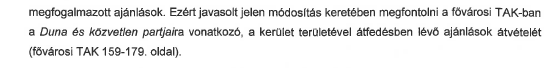 megfogalmazott ajánlások. Ezért javasolt jelen módosítás keretében megfontolni a fővárosi TAK-ban
a Duna és közvetlen partjaira vonatkozó, a kerület területével átfedésben lévő ajánlások átvételét
(fővárosi TAK 159-179. oldal).